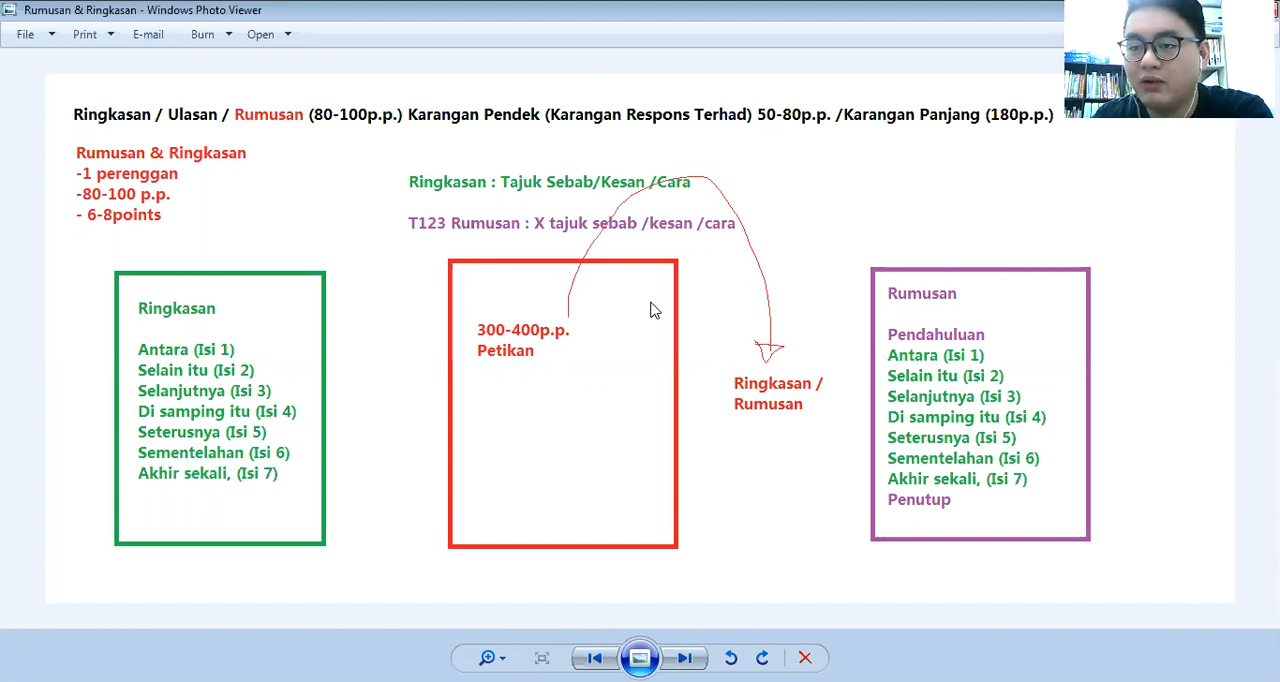 Rumusan & Ringkasan - Windows Photo Viewer
File Print E-mail Burn Open
Ringkasan / Ulasan / Rumusan (80-100p.p.) Karangan Pendek (Karangan Respons Terhad) 50-80p.p. /Karangan Panjang (180p.p.)
Rumusan & Ringkasan
-1 perenggan
-80-100 p.p.
- 6-8points
Ringkasan : Tajuk Sebab/Kesan /Cara
T123 Rumusan : X tajuk sebab /kesan /cara
Ringkasan
Antara (Isi 1)
Selain itu (Isi 2)
Selanjutnya (Isi 3)
Di samping itu (Isi 4)
Seterusnya (Isi 5)
Sementelahan (Isi 6)
Akhir sekali, (Isi 7)
300-400p.p.
Petikan
Ringkasan /
Rumusan
Rumusan
Pendahuluan
Antara (Isi 1)
Selain itu (Isi 2)
Selanjutnya (Isi 3)
Di samping itu (Isi 4)
Seterusnya (Isi 5)
Sementelahan (Isi 6)
Akhir sekali, (Isi 7)
Penutup